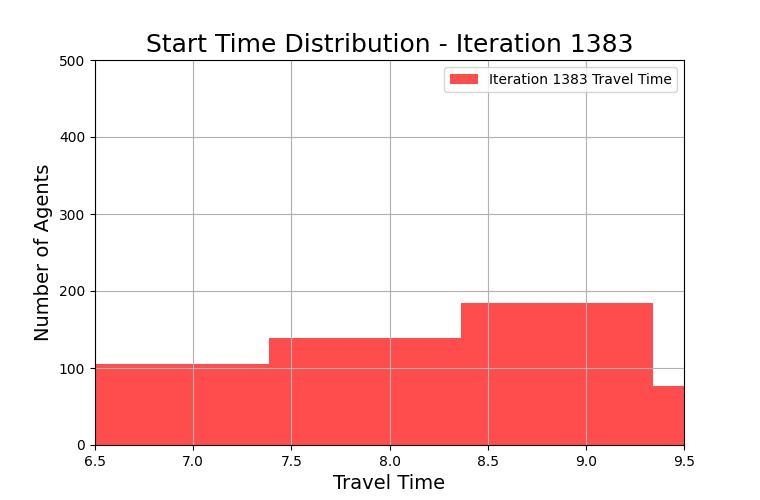 Start Time Distribution - Iteration 1383
Iteration 1383 Travel Time
Number of Agents
500
400
300
200
100
0
6.5 7.0 7.5 8.0 8.5 9.0 9.5
Travel Time